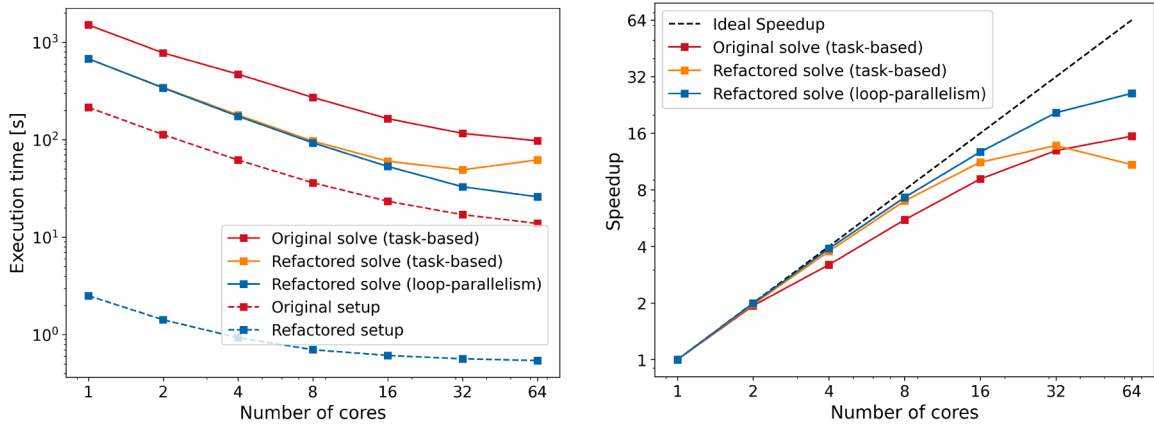 Execution time [s]
10³
10²
10¹
10⁰
Original solve (task-based)
Refactored solve (task-based)
Refactored solve (loop-parallelism)
Original setup
Refactored setup
1 2 4 8 16 32 64
Number of cores
Speedup
64
32
16
8
4
2
1
Ideal Speedup
Original solve (task-based)
Refactored solve (task-based)
Refactored solve (loop-parallelism)
1 2 4 8 16 32 64
Number of cores